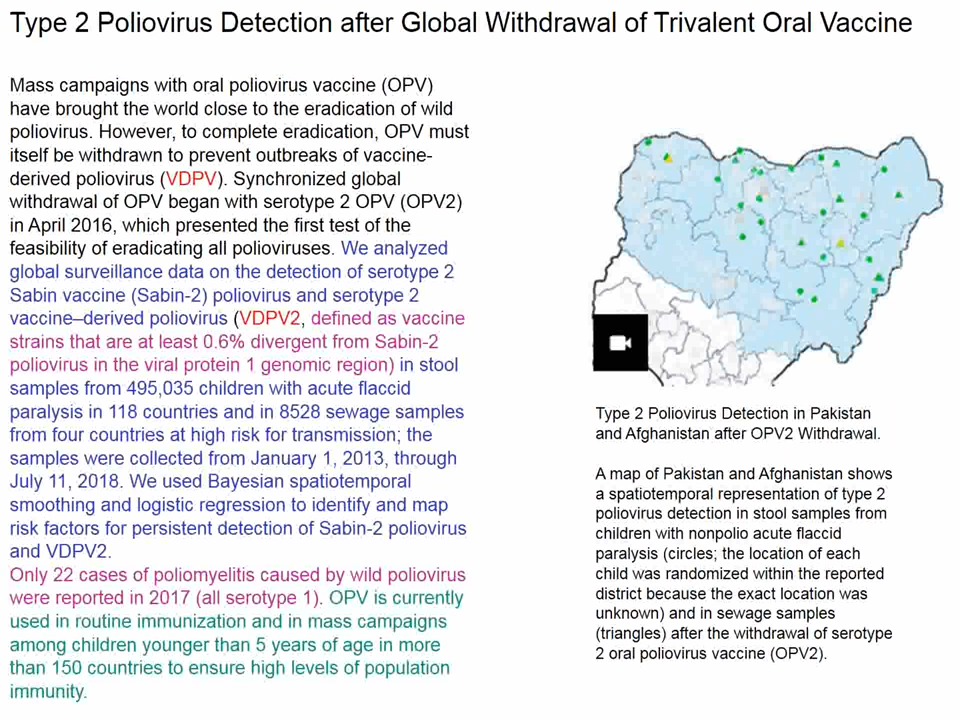 Type 2 Poliovirus Detection after Global Withdrawal of Trivalent Oral Vaccine
Mass campaigns with oral poliovirus vaccine (OPV)
have brought the world close to the eradication of wild
poliovirus. However, to complete eradication, OPV must
itself be withdrawn to prevent outbreaks of vaccine-
derived poliovirus (VDPV). Synchronized global
withdrawal of OPV began with serotype 2 OPV (OPV2)
in April 2016, which presented the first test of the
feasibility of eradicating all polioviruses. We analyzed
global surveillance data on the detection of serotype 2
Sabin vaccine (Sabin-2) poliovirus and serotype 2
vaccine–derived poliovirus (VDPV2, defined as vaccine
strains that are at least 0.6% divergent from Sabin-2
poliovirus in the viral protein 1 genomic region) in stool
samples from 495,035 children with acute flaccid
paralysis in 118 countries and in 8528 sewage samples
from four countries at high risk for transmission; the
samples were collected from January 1, 2013, through
July 11, 2018. We used Bayesian spatiotemporal
smoothing and logistic regression to identify and map
risk factors for persistent detection of Sabin-2 poliovirus
and VDPV2.
Only 22 cases of poliomyelitis caused by wild poliovirus
were reported in 2017 (all serotype 1). OPV is currently
used in routine immunization and in mass campaigns
among children younger than 5 years of age in more
than 150 countries to ensure high levels of population
immunity.
Type 2 Poliovirus Detection in Pakistan
and Afghanistan after OPV2 Withdrawal.
A map of Pakistan and Afghanistan shows
a spatiotemporal representation of type 2
poliovirus detection in stool samples from
children with nonpolio acute flaccid
paralysis (circles; the location of each
child was randomized within the reported
district because the exact location was
unknown) and in sewage samples
(triangles) after the withdrawal of serotype
2 oral poliovirus vaccine (OPV2).